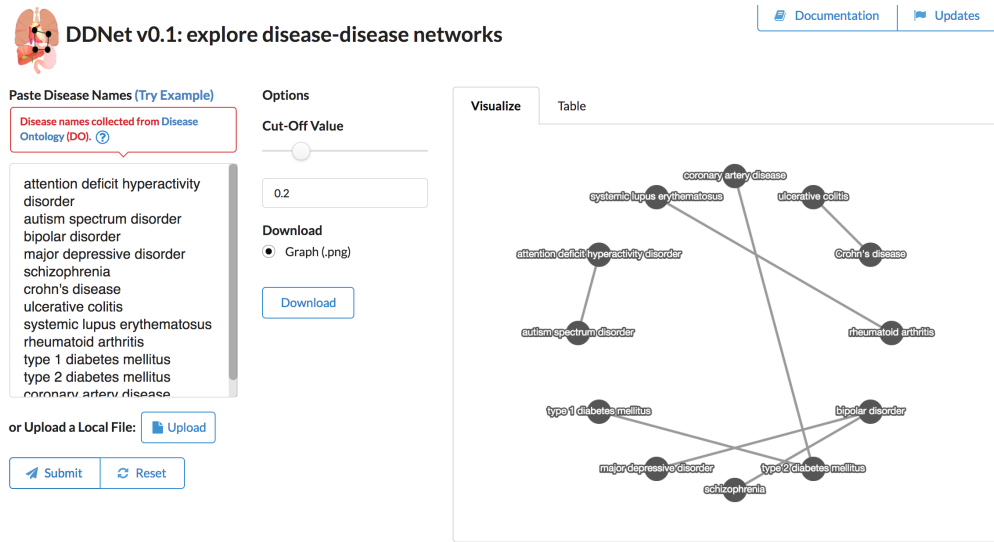 Documentation
Updates
DDNet v0.1: explore disease-disease networks
Paste Disease Names (Try Example)
Disease names collected from Disease
Ontology (DO). ?
attention deficit hyperactivity
disorder
autism spectrum disorder
bipolar disorder
major depressive disorder
schizophrenia
crohn's disease
ulcerative colitis
systemic lupus erythematosus
rheumatoid arthritis
type 1 diabetes mellitus
type 2 diabetes mellitus
coronary artery disease
or Upload a Local File:
Upload
Submit
Reset
Options
Cut-Off Value
0.2
Download
Graph (.png)
Download
Visualize
Table
coronary artery disease
systemic lupus erythematosus
ulcerative colitis
attention deficit hyperactivity disorder
Crohn's disease
autism spectrum disorder
rheumatoid arthritis
type 1 diabetes mellitus
bipolar disorder
major depressive disorder
type 2 diabetes mellitus
schizophrenia